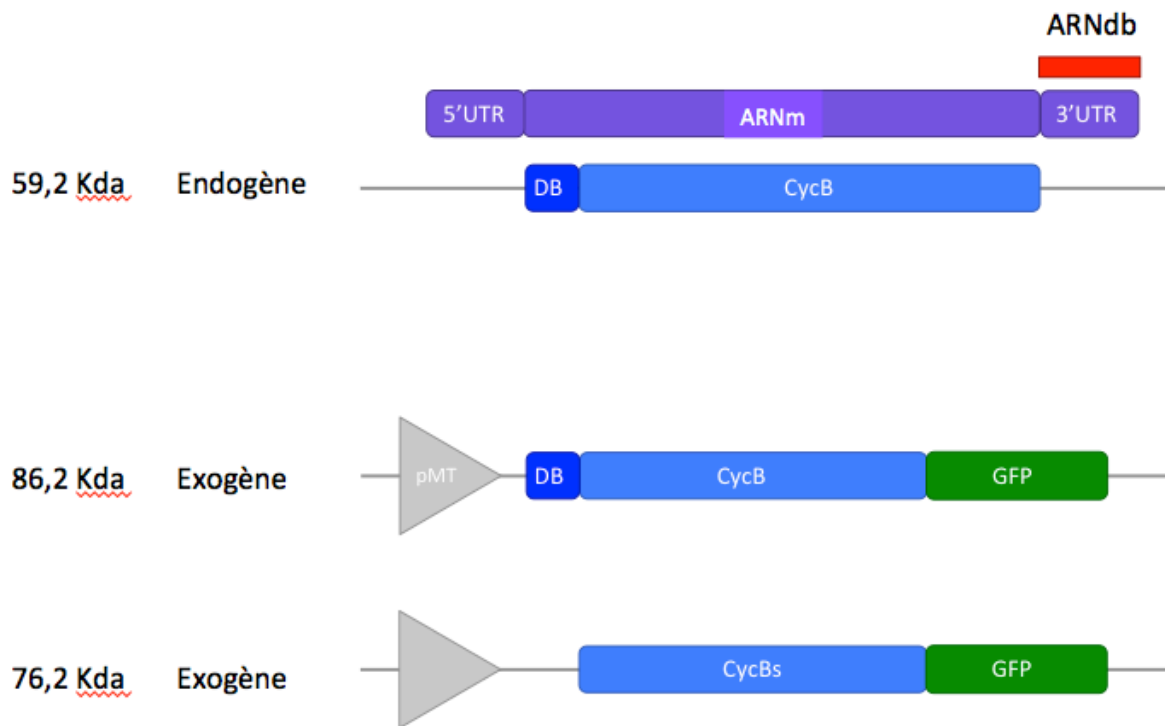 ARNdb
5'UTR ARNm 3'UTR
59,2 Kda Endogène DB CycB
86,2 Kda Exogène pMT DB CycB GFP
76,2 Kda Exogène CycBs GFP